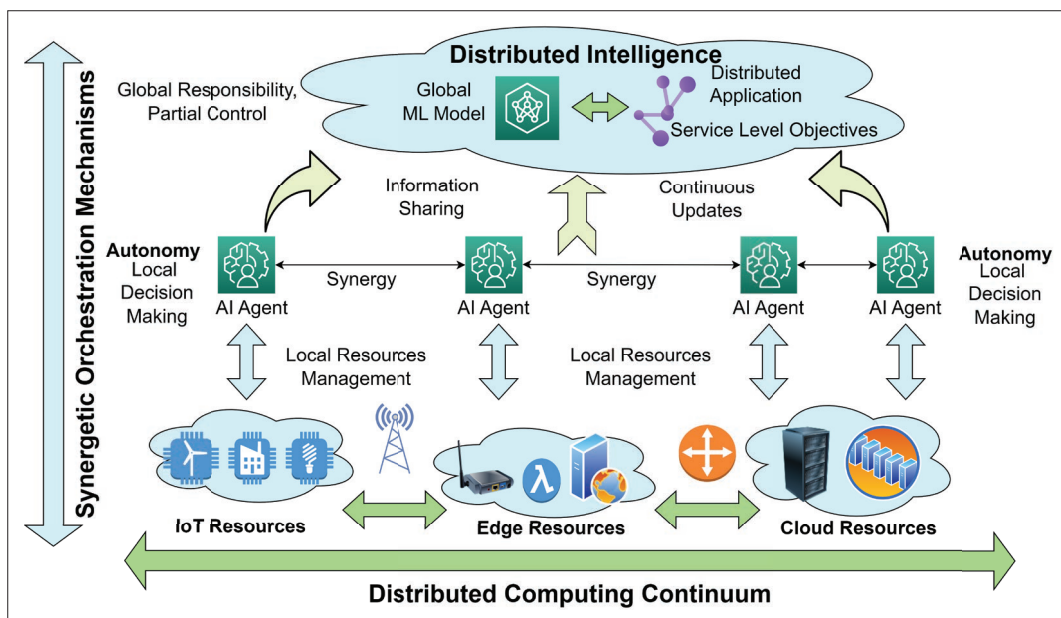 Distributed Intelligence
Global Responsibility,
Partial Control
Global
ML Model
Distributed
Application
Service Level Objectives
Information
Sharing
Continuous
Updates
Synergetic Orchestration Mechanisms
Autonomy
Local
Decision
Making
AI Agent
Synergy
AI Agent
Synergy
AI Agent
AI Agent
Autonomy
Local
Decision
Making
Local Resources
Management
Local Resources
Management
λ
IoT Resources
Edge Resources
Cloud Resources
Distributed Computing Continuum